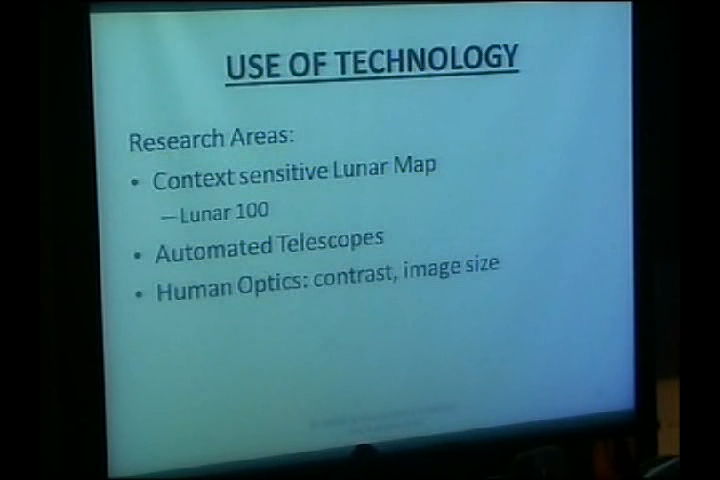 USE OF TECHNOLOGY
Research Areas:
• Context sensitive Lunar Map
– Lunar 100
• Automated Telescopes
• Human Optics: contrast, image size